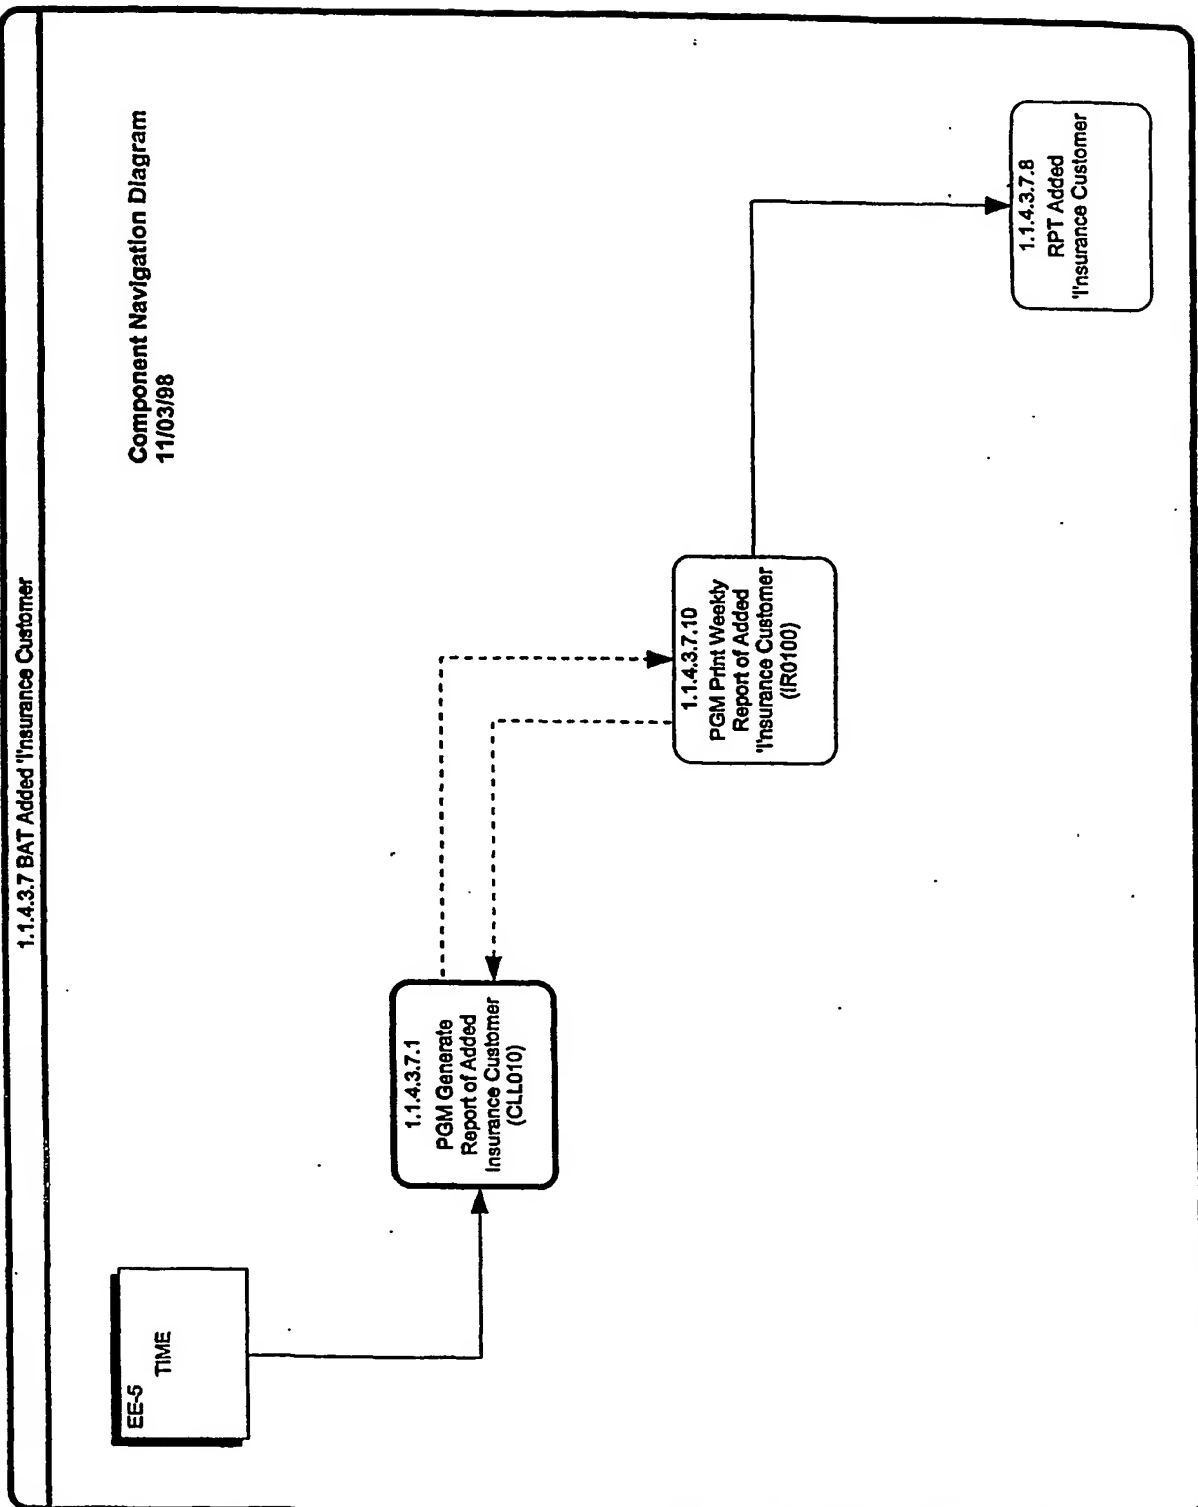 1.1.4.3.7 BAT Added 'I'nsurance Customer
Component Navigation Diagram
11/03/98
EE-5
TIME
1.1.4.3.7.1
PGM Generate
Report of Added
Insurance Customer
(CLL010)
1.1.4.3.7.10
PGM Print Weekly
Report of Added
'I'nsurance Customer
(IR0100)
1.1.4.3.7.8
RPT Added
'I'nsurance Customer